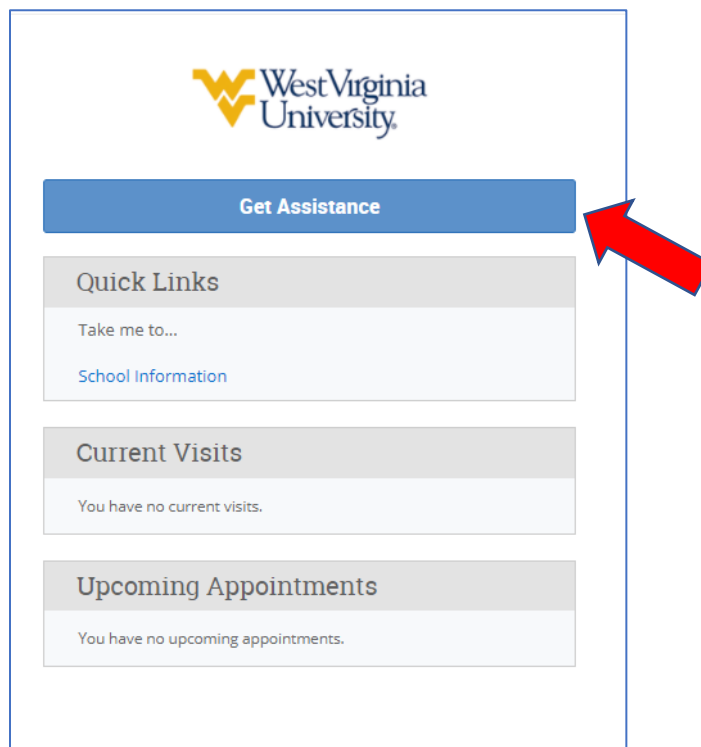 West Virginia
University.
Get Assistance
Quick Links
Take me to...
School Information
Current Visits
You have no current visits.
Upcoming Appointments
You have no upcoming appointments.